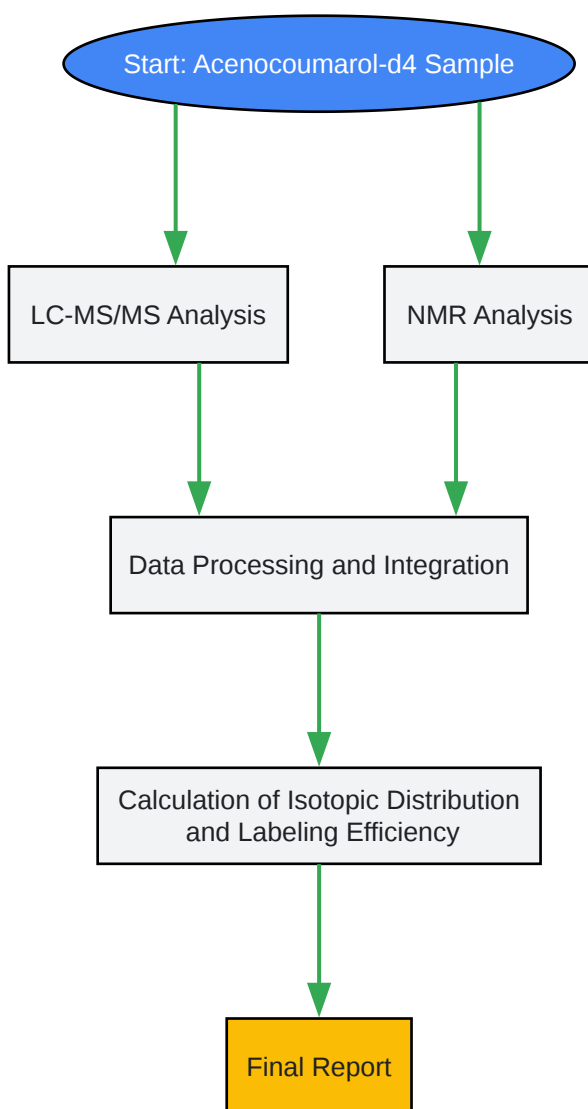 Start: Acenocoumarol-d4 Sample
LC-MS/MS Analysis
NMR Analysis
Data Processing and Integration
Calculation of Isotopic Distribution
and Labeling Efficiency
Final Report